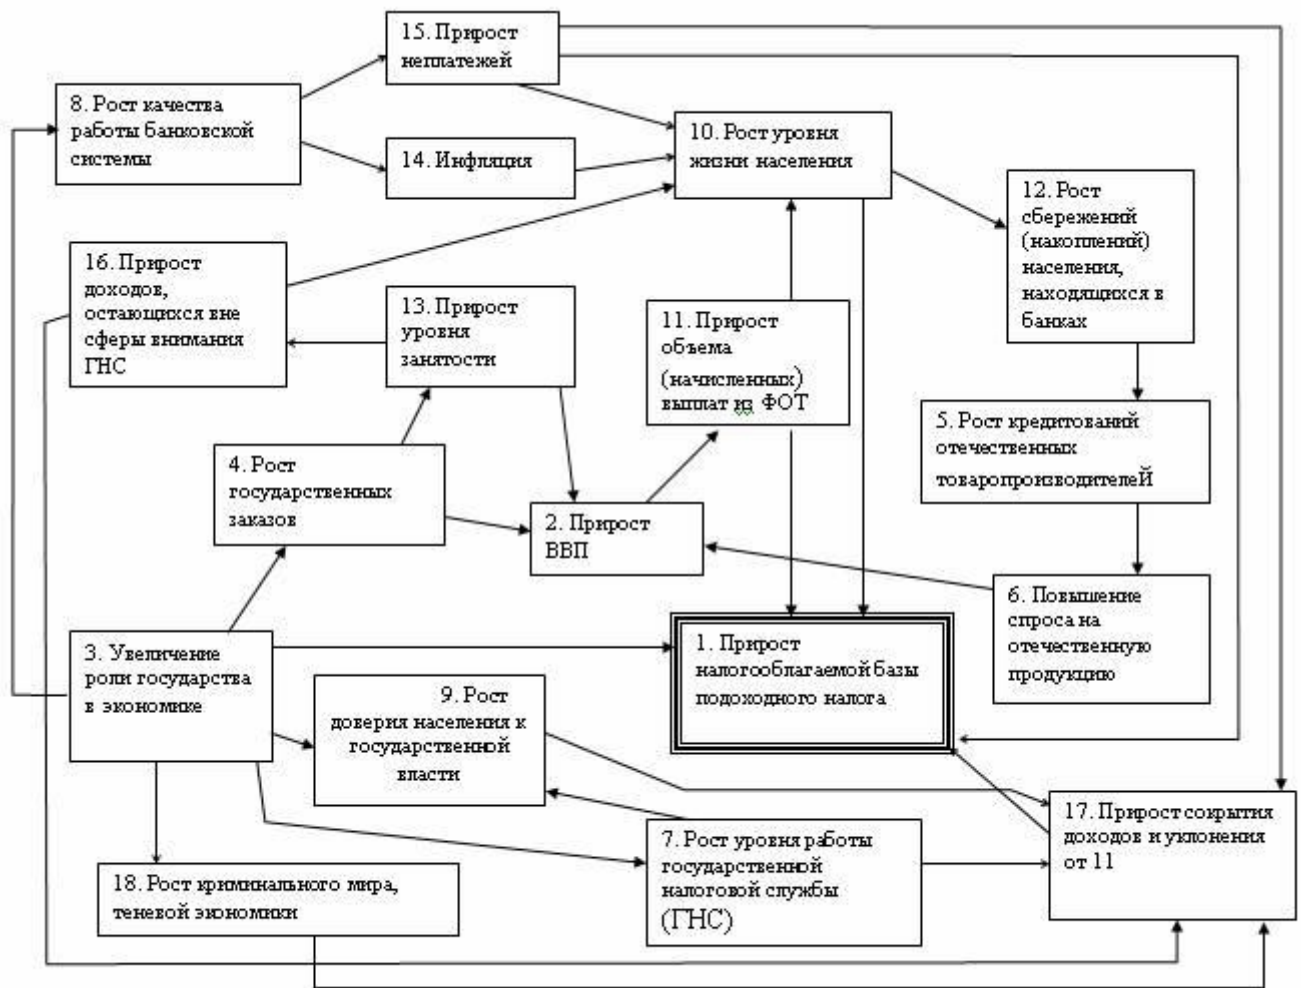 15. Прирост
неплатежей
8. Рост качества
работы банковской
системы
10. Рост уровня
жизни населения
14. Инфляция
12. Рост
сбережений
(накоплений)
населения,
находящихся в
банках
16. Прирост
доходов,
остающихся вне
сферы внимания
ГНС
13. Прирост
уровня
занятости
11. Прирост
объема
(начисленных)
выплат из ФОТ
5. Рост кредитований
отечественных
товаропроизводителеЙ
4. Рост
государственных
заказов
2. Прирост
ВВП
6. Повышение
спроса на
отечественную
продукцию
3. Увеличение
роли государства
в экономике
1. Прирост
налогооблагаемой базы
подоходного налога
9. Рост
доверия населения к
государственной
власти
17. Прирост сокрытия
доходов и уклонения
от 11
7. Рост уровня работы
государственной
налоговой службы
(ГНС)
18. Рост криминального мира,
теневой экономики